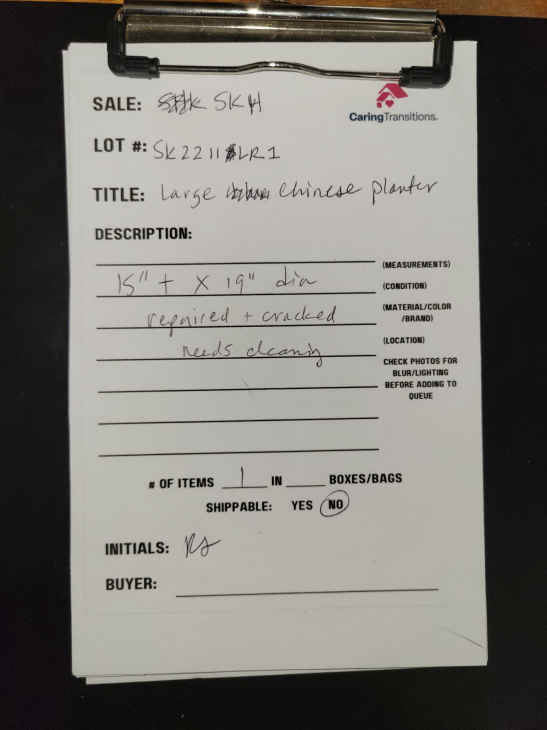 SALE: SKH
CaringTransitions.
LOT #: SK2211 LR1
TITLE: Large Chinese planter
DESCRIPTION:
(MEASUREMENTS)
15" t X 19" dia
(CONDITION)
repaired + cracked
(MATERIAL/COLOR
/BRAND)
needs cleaning
(LOCATION)
CHECK PHOTOS FOR
BLUR/LIGHTING
BEFORE ADDING TO
QUEUE
# OF ITEMS 1 IN BOXES/BAGS
SHIPPABLE: YES NO
INITIALS:
BUYER: